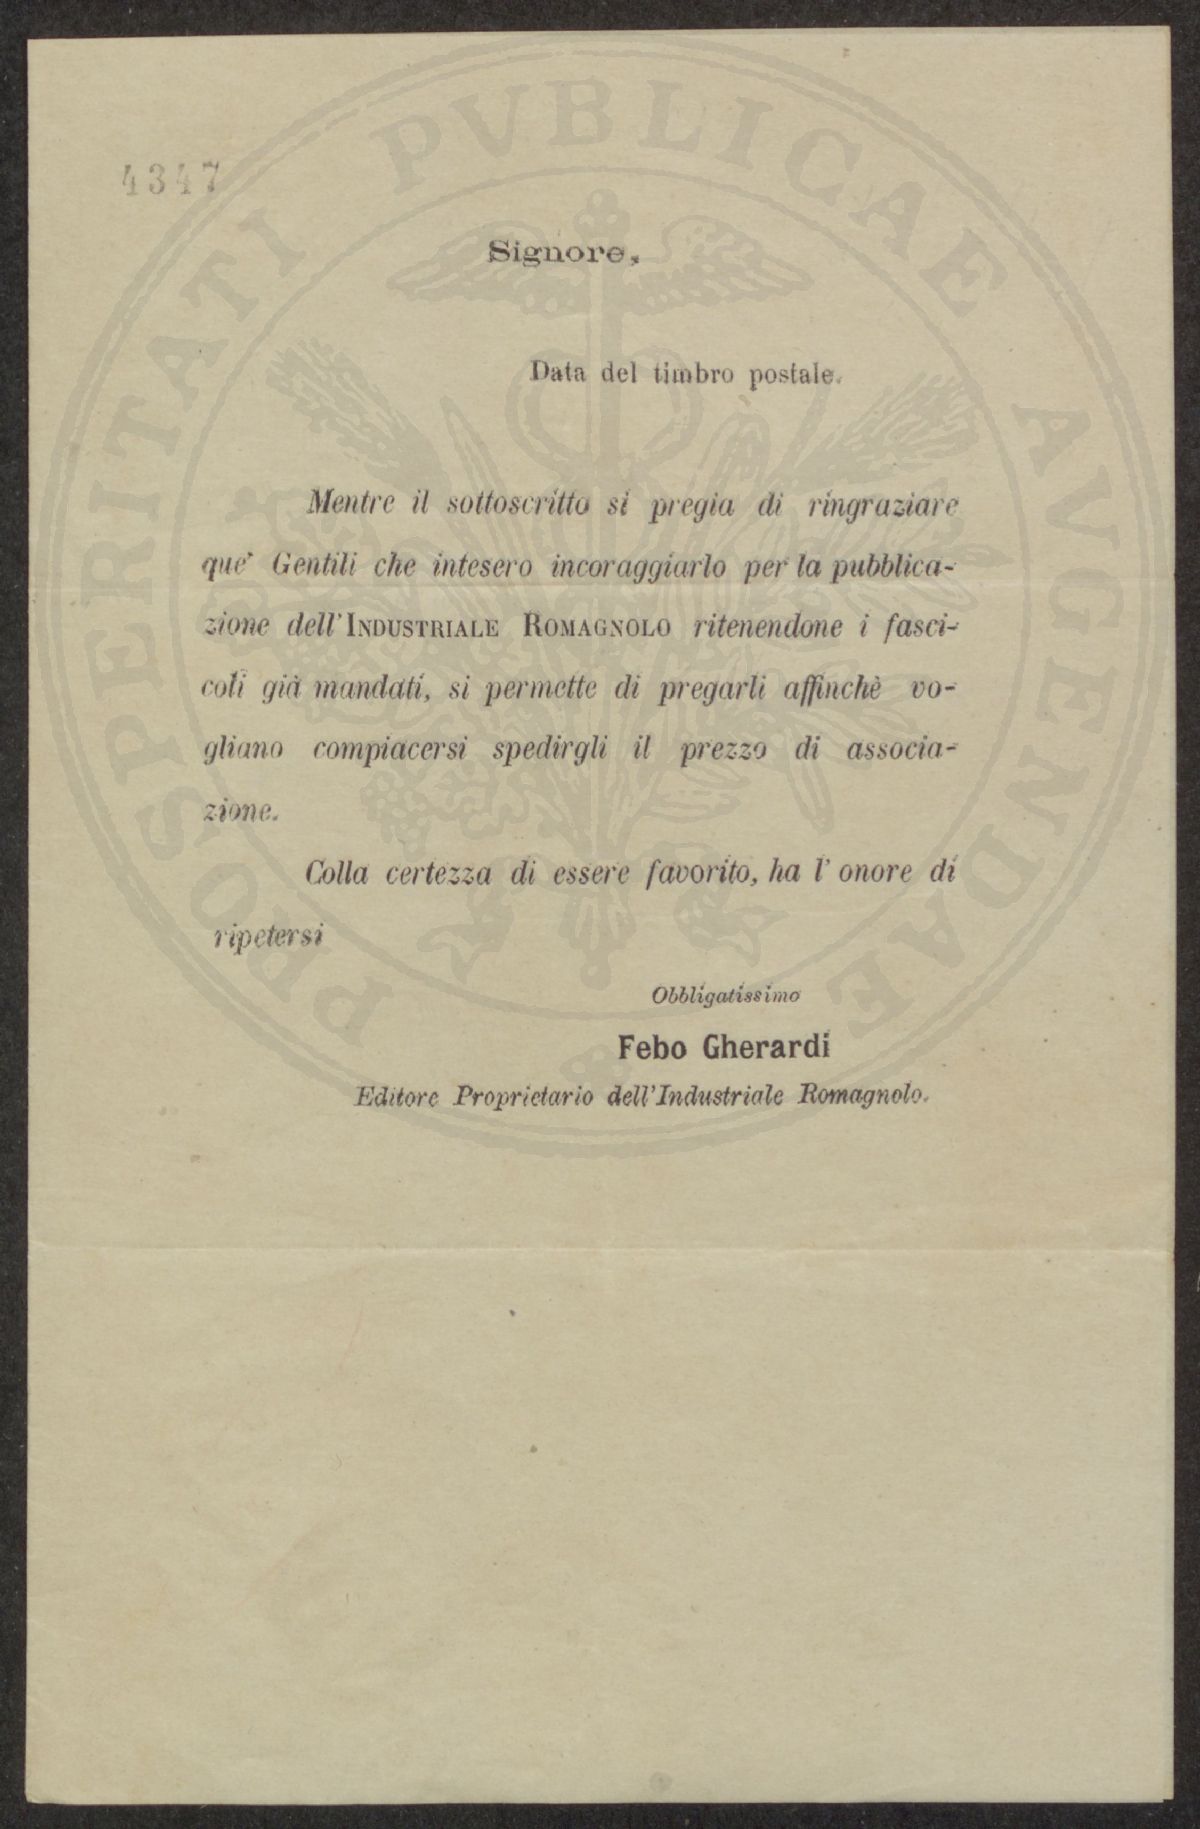 4347
Signore,
Data del timbro postale.
Mentre il sottoscritto si pregia di ringraziare
que' Gentili che intesero incoraggiarlo per la pubblica-
zione dell'INDUSTRIALE ROMAGNOLO ritenendone i fasci-
coli già mandati, si permette di pregarli affinchè vo-
gliano compiacersi spedirgli il prezzo di associa-
zione.
Colla certezza di essere favorito, ha l' onore di
ripetersi
Obbligatissimo
Febo Gherardi
Editore Proprietario dell'Industriale Romagnolo.
PROSPERITATI PVBLICAE AVGENDAE